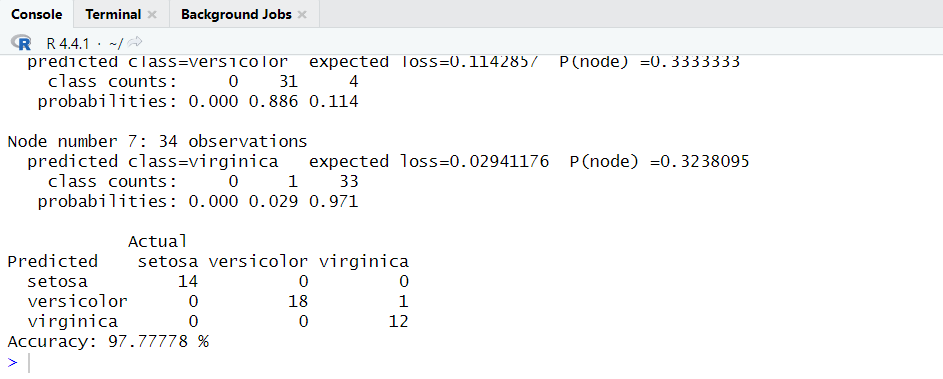 Console Terminal Background Jobs
R R 4.4.1 · ~/
predicted class=versicolor expected loss=0.1142857 P(node) =0.3333333
class counts: 0 31 4
probabilities: 0.000 0.886 0.114
Node number 7: 34 observations
predicted class=virginica expected loss=0.02941176 P(node) =0.3238095
class counts: 0 1 33
probabilities: 0.000 0.029 0.971
Actual
Predicted setosa versicolor virginica
setosa 14 0 0
versicolor 0 18 1
virginica 0 0 12
Accuracy: 97.77778 %
>